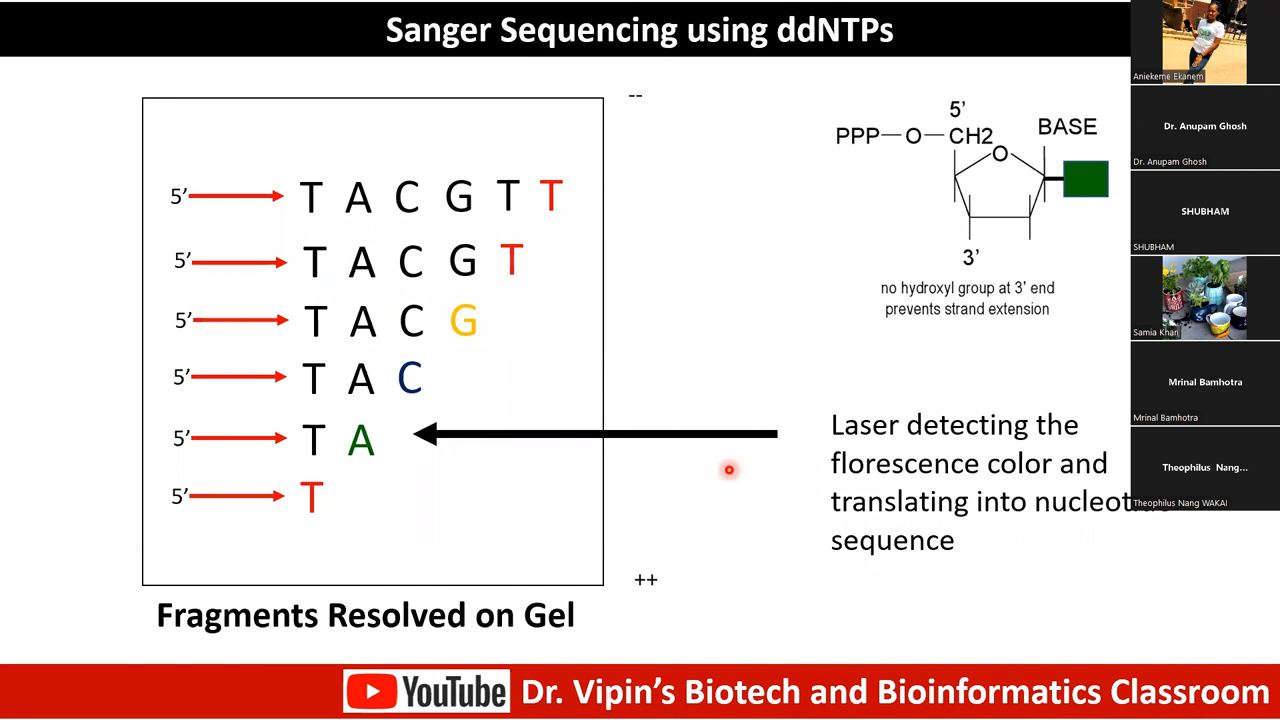 Sanger Sequencing using ddNTPs
--
5’ T A C G T T
5’ T A C G T
5’ T A C G
5’ T A C
5’ T A
5’ T
++
Fragments Resolved on Gel
5’
PPP—O—CH2
BASE
O
3’
no hydroxyl group at 3’ end
prevents strand extension
Laser detecting the
florescence color and
translating into
sequence
Aniekeme Ekanem
Dr. Anupam Ghosh
Dr. Anupam Ghosh
SHUBHAM
SHUBHAM
Samia Khan
Mrinal Bamhotra
Mrinal Bamhotra
Theophilus Nang...
Theophilus Nang WAKAI
YouTube Dr. Vipin’s Biotech and Bioinformatics Classroom